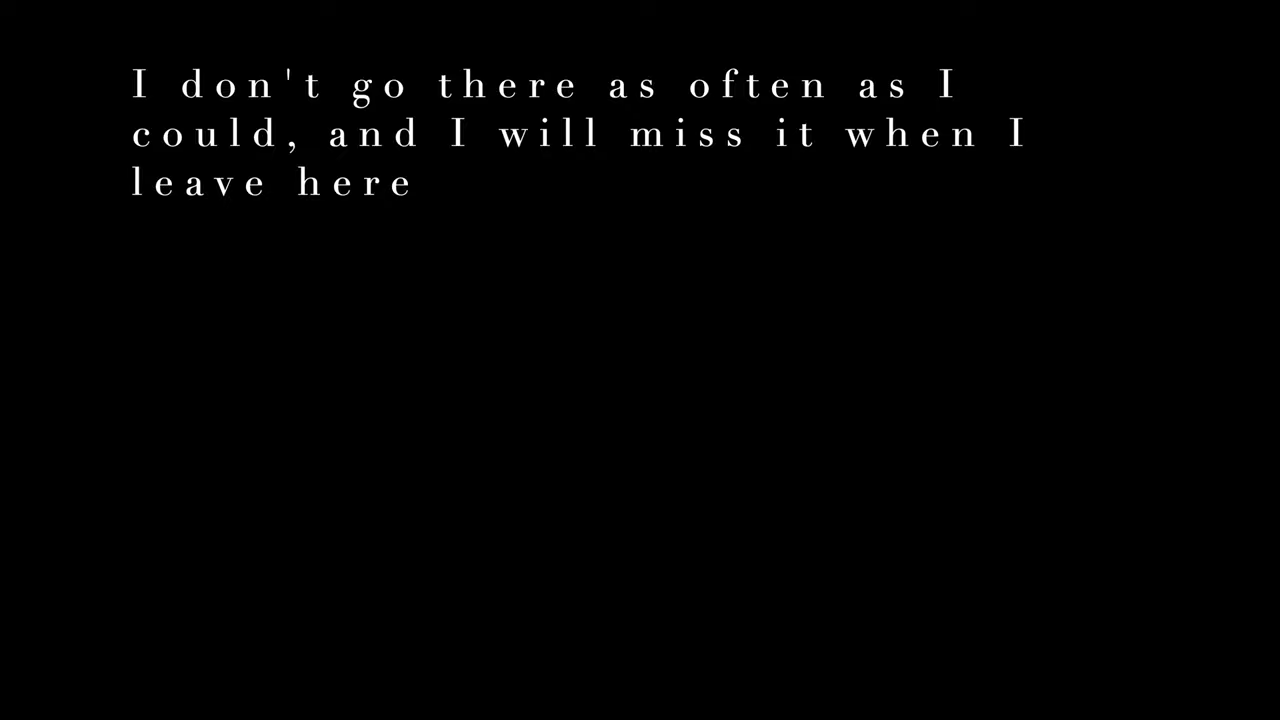 I don't go there as often as I
could, and I will miss it when I
leave here